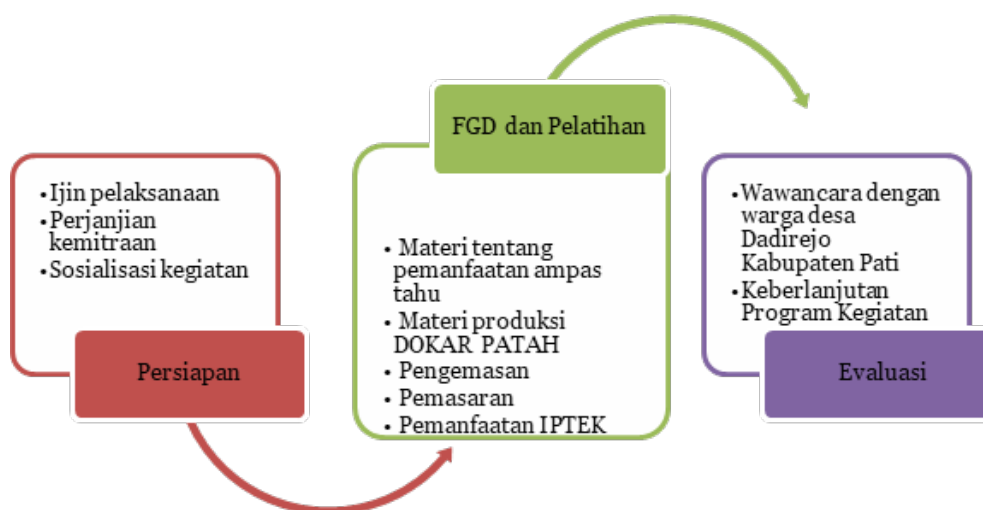 • Ijin pelaksanaan
• Perjanjian
kemitraan
• Sosialisasi kegiatan
Persiapan
FGD dan Pelatihan
• Materi tentang
pemanfaatan ampas
tahu
• Materi produksi
DOKAR PATAH
• Pengemasan
• Pemasaran
• Pemanfaatan IPTEK
• Wawancara dengan
warga desa
Dadirejo
Kabupaten Pati
• Keberlanjutan
Program Kegiatan
Evaluasi